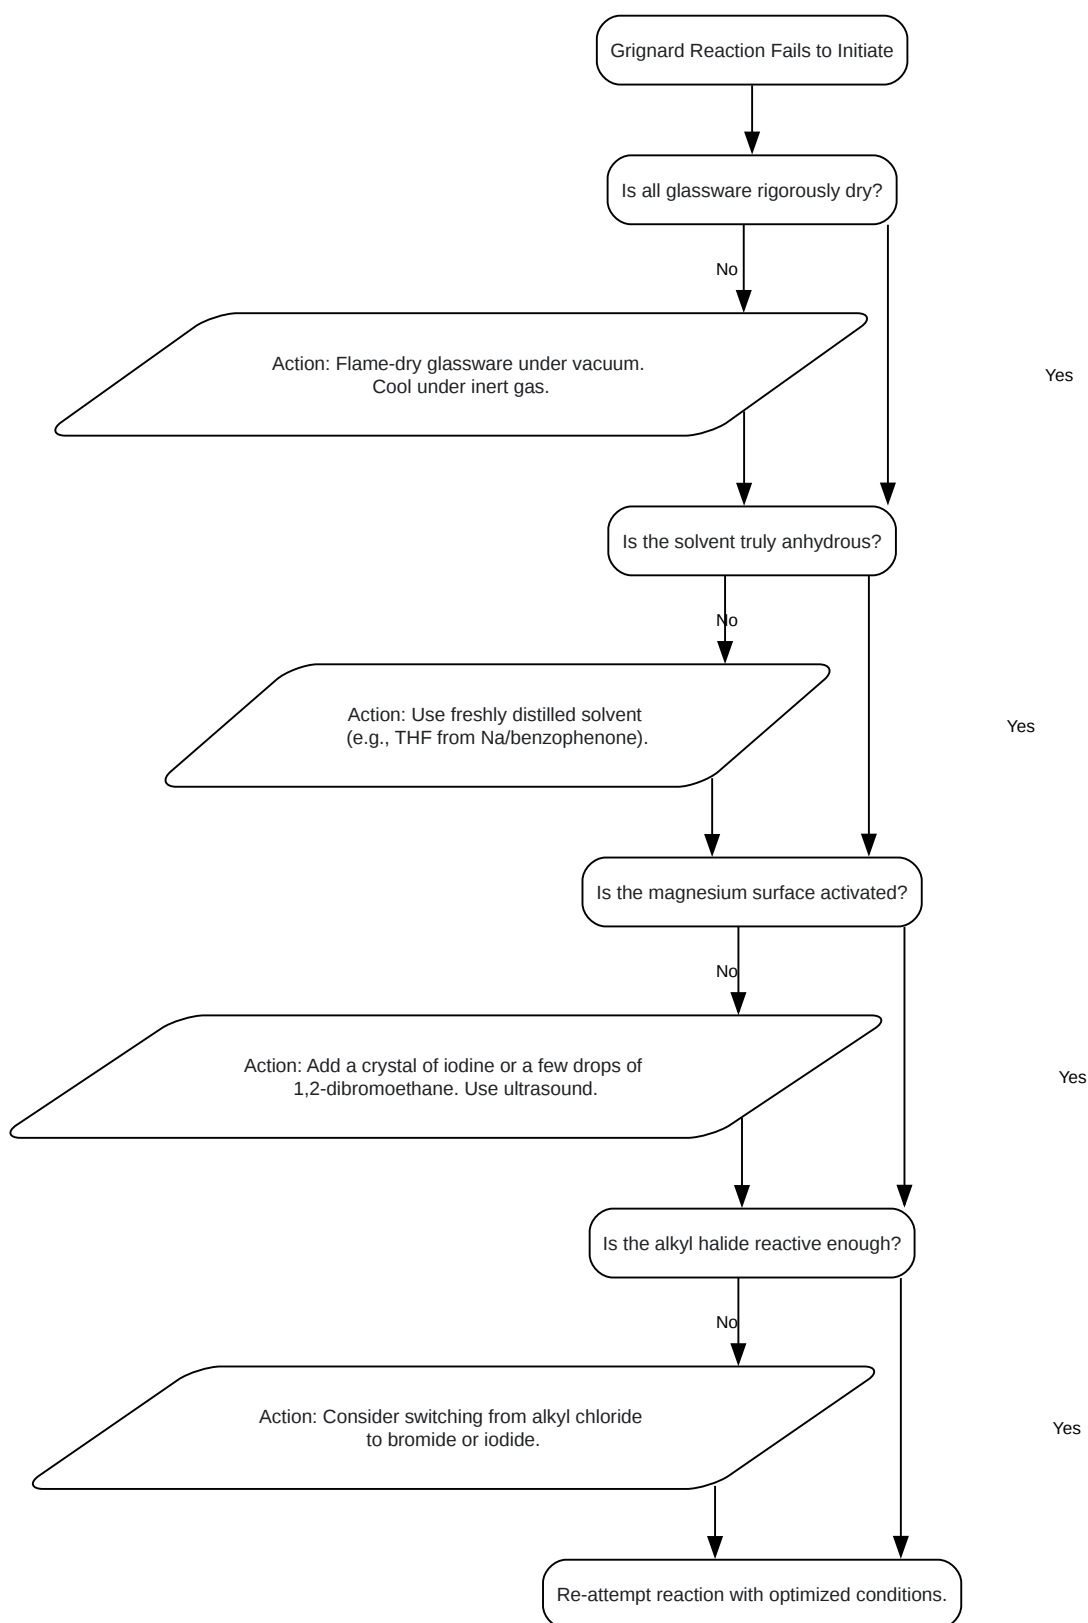 Grignard Reaction Fails to Initiate
Is all glassware rigorously dry?
No
Action: Flame-dry glassware under vacuum.
Cool under inert gas.
Yes
Is the solvent truly anhydrous?
No
Action: Use freshly distilled solvent
(e.g., THF from Na/benzophenone).
Yes
Is the magnesium surface activated?
No
Action: Add a crystal of iodine or a few drops of
1,2-dibromoethane. Use ultrasound.
Yes
Is the alkyl halide reactive enough?
No
Action: Consider switching from alkyl chloride
to bromide or iodide.
Yes
Re-attempt reaction with optimized conditions.